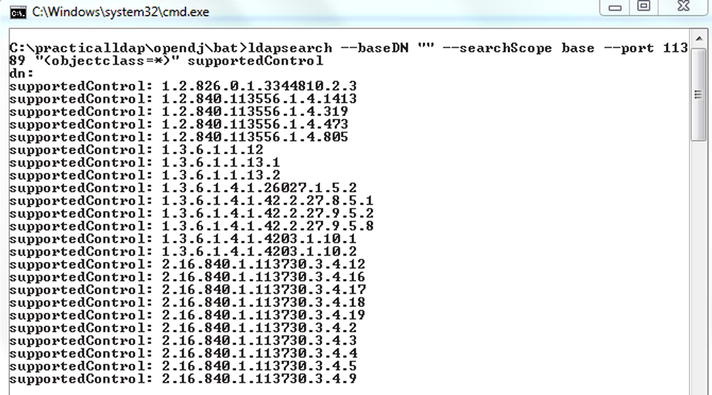 C:\Windows\system32\cmd.exe
C:\practicalldap\opendj\bat>ldapsearch --baseDN "" --searchScope base --port 113
89 "(objectclass=*)" supportedControl
dn:
supportedControl: 1.2.826.0.1.3344810.2.3
supportedControl: 1.2.840.113556.1.4.1413
supportedControl: 1.2.840.113556.1.4.319
supportedControl: 1.2.840.113556.1.4.473
supportedControl: 1.2.840.113556.1.4.805
supportedControl: 1.3.6.1.1.12
supportedControl: 1.3.6.1.1.13.1
supportedControl: 1.3.6.1.1.13.2
supportedControl: 1.3.6.1.4.1.26027.1.5.2
supportedControl: 1.3.6.1.4.1.42.2.27.8.5.1
supportedControl: 1.3.6.1.4.1.42.2.27.9.5.2
supportedControl: 1.3.6.1.4.1.42.2.27.9.5.8
supportedControl: 1.3.6.1.4.1.4203.1.10.1
supportedControl: 1.3.6.1.4.1.4203.1.10.2
supportedControl: 2.16.840.1.113730.3.4.12
supportedControl: 2.16.840.1.113730.3.4.16
supportedControl: 2.16.840.1.113730.3.4.17
supportedControl: 2.16.840.1.113730.3.4.18
supportedControl: 2.16.840.1.113730.3.4.19
supportedControl: 2.16.840.1.113730.3.4.2
supportedControl: 2.16.840.1.113730.3.4.3
supportedControl: 2.16.840.1.113730.3.4.4
supportedControl: 2.16.840.1.113730.3.4.5
supportedControl: 2.16.840.1.113730.3.4.9